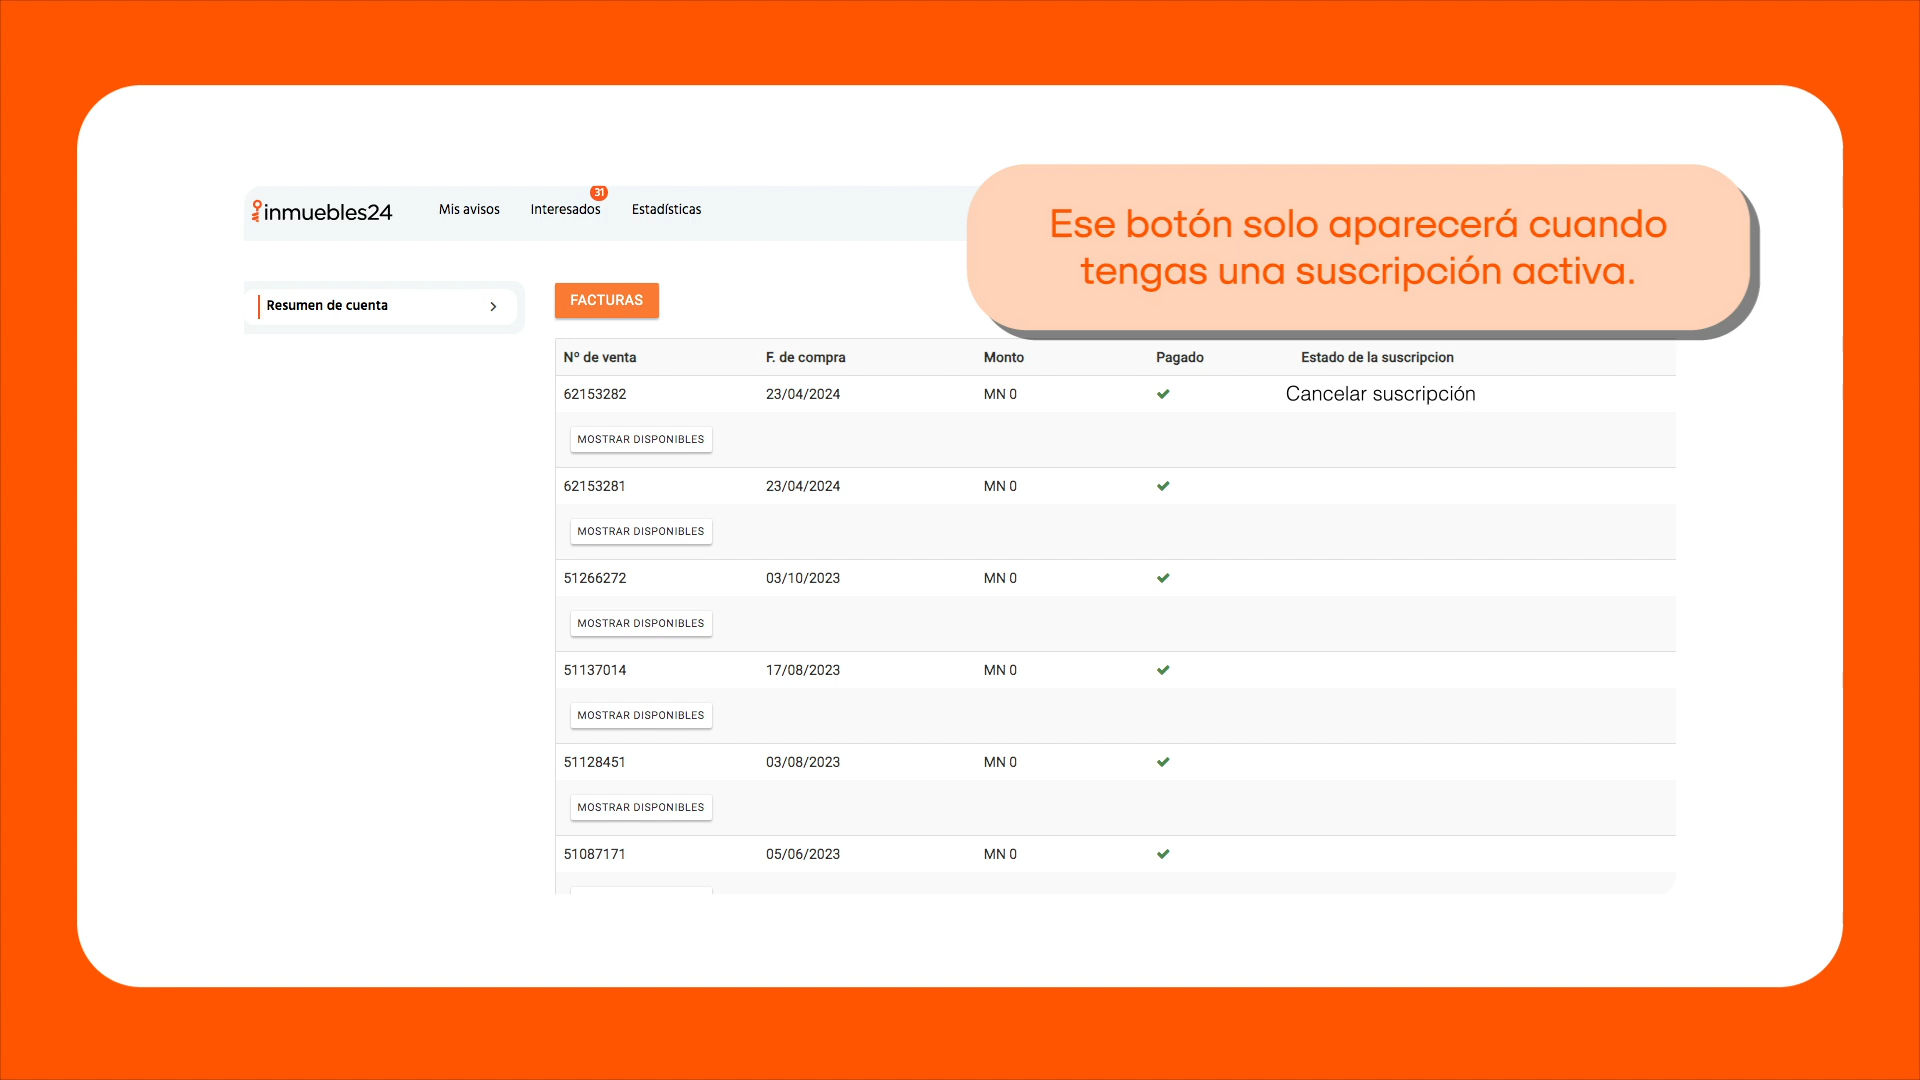 inmuebles24
Mis avisos
Interesados
31
Estadísticas
Ese botón solo aparecerá cuando
tengas una suscripción activa.
Resumen de cuenta
FACTURAS
Nº de venta F. de compra Monto Pagado Estado de la suscripcion
62153282 23/04/2024 MN 0 Cancelar suscripción
MOSTRAR DISPONIBLES
62153281 23/04/2024 MN 0
MOSTRAR DISPONIBLES
51266272 03/10/2023 MN 0
MOSTRAR DISPONIBLES
51137014 17/08/2023 MN 0
MOSTRAR DISPONIBLES
51128451 03/08/2023 MN 0
MOSTRAR DISPONIBLES
51087171 05/06/2023 MN 0